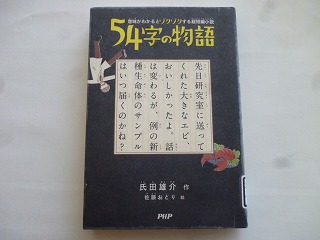 意味がわかるとゾクゾクする超短編小説
54字の物語
先日研究室に送って
くれた大きなエビ、
おいしかったよ。話
は変わるが、例の新
種生命体のサンプル
はいつ届くのかね?
氏田雄介 作
佐藤おどり 絵
PHP